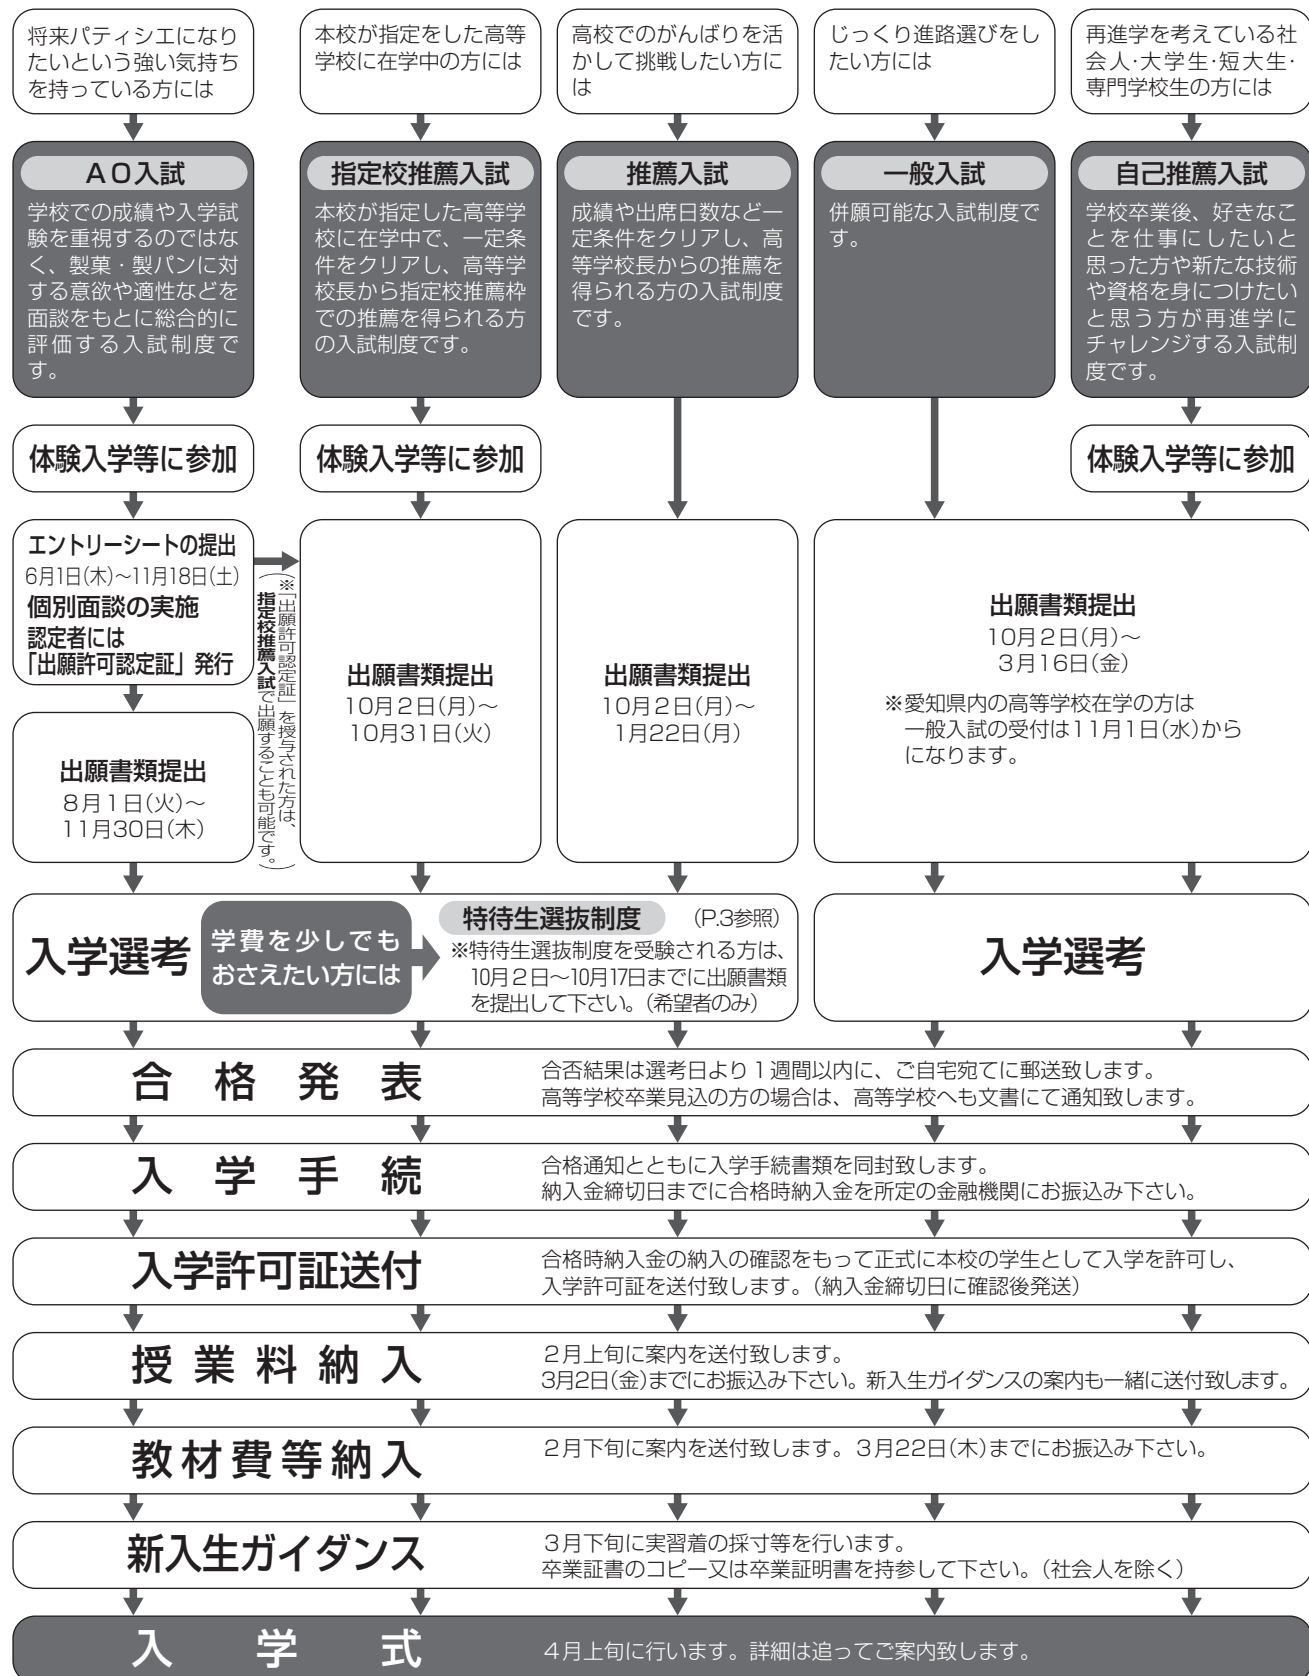 将来パティシエになり
たいという強い気持ち
を持っている方には
本校が指定をした高等
学校に在学中の方には
高校でのがんばりを活
かして挑戦したい方に
は
じっくり進路選びをし
たい方には
再進学を考えている社
会人・大学生・短大生・
専門学校生の方には
AO入試
学校での成績や入学試
験を重視するのではな
く、製菓・製パンに対
する意欲や適性などを
面談をもとに総合的に
評価する入試制度で
す。
指定校推薦入試
本校が指定した高等学
校に在学中で、一定条
件をクリアし、高等学
校長から指定校推薦枠
での推薦を得られる方
の入試制度です。
推薦入試
成績や出席日数など一
定条件をクリアし、高
等学校長からの推薦を
得られる方の入試制度
です。
一般入試
併願可能な入試制度で
す。
自己推薦入試
学校卒業後、好きなこ
とを仕事にしたいと
思った方や新たな技術
や資格を身につけたい
と思う方が再進学に
チャレンジする入試制
度です。
体験入学等に参加
体験入学等に参加
体験入学等に参加
エントリーシートの提出
6月1日(木)～11月18日(土)
個別面談の実施
認定者には
「出願許可認定証」発行
(※「出願許可認定証」を授与された方は、
指定校推薦入試で出願することも可能です。)
出願書類提出
8月1日(火)～
11月30日(木)
出願書類提出
10月2日(月)～
10月31日(火)
出願書類提出
10月2日(月)～
1月22日(月)
出願書類提出
10月2日(月)～
3月16日(金)
※愛知県内の高等学校在学の方は
一般入試の受付は11月1日(水)から
になります。
入学選考
学費を少しでも
おさえたい方には
特待生選抜制度 (P.3参照)
※特待生選抜制度を受験される方は、
10月2日～10月17日までに出願書類
を提出して下さい。(希望者のみ)
入学選考
合格発表
合否結果は選考日より1週間以内に、ご自宅宛てに郵送致します。
高等学校卒業見込の方の場合は、高等学校へも文書にて通知致します。
入学手続
合格通知とともに入学手続書類を同封致します。
納入金締切日までに合格時納入金を所定の金融機関にお振込み下さい。
入学許可証送付
合格時納入金の納入の確認をもって正式に本校の学生として入学を許可し、
入学許可証を送付致します。(納入金締切日に確認後発送)
授業料納入
2月上旬に案内を送付致します。
3月2日(金)までにお振込み下さい。新入生ガイダンスの案内も一緒に送付致します。
教材費等納入
2月下旬に案内を送付致します。3月22日(木)までにお振込み下さい。
新入生ガイダンス
3月下旬に実習着の採寸等を行います。
卒業証書のコピー又は卒業証明書を持参して下さい。(社会人を除く)
入学式
4月上旬に行います。詳細は追ってご案内致します。